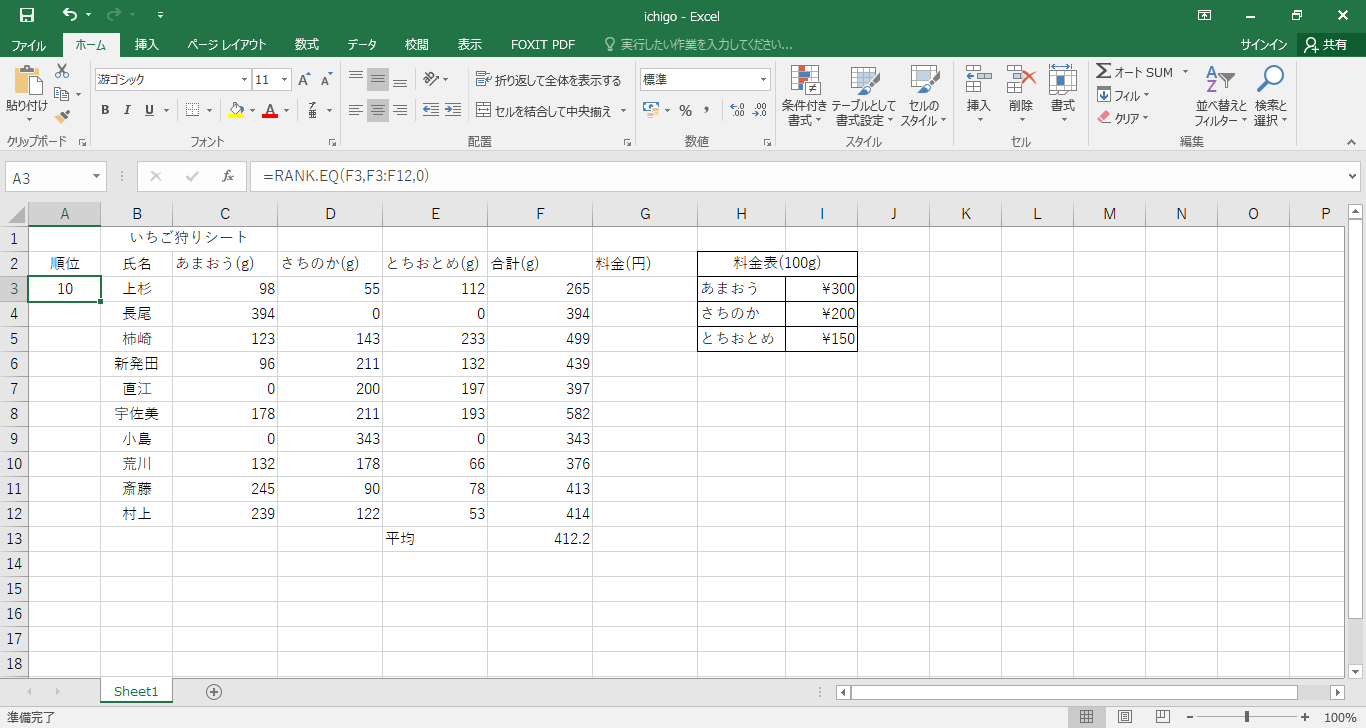 ichigo - Excel
ファイル ホーム 挿入 ページ レイアウト 数式 データ 校閲 表示 FOXIT PDF 実行したい作業を入力してください... サインイン 共有
貼り付け
クリップボード
游ゴシック 11
B I U A 亜
フォント
折り返して全体を表示する
セルを結合して中央揃え
配置
標準
% ,
数値
条件付き書式
テーブルとして書式設定
セルのスタイル
スタイル
挿入 削除 書式
セル
オート SUM
フィル
クリア
並べ替えとフィルター
検索と選択
編集
A3 fx =RANK.EQ(F3,F3:F12,0)
A B C D E F G H I J K L M N O P
1 いちご狩りシート
2 順位 氏名 あまおう(g) さちのか(g) とちおとめ(g) 合計(g) 料金(円) 料金表(100g)
3 10 上杉 98 55 112 265 あまおう ¥300
4 長尾 394 0 0 394 さちのか ¥200
5 柿崎 123 143 233 499 とちおとめ ¥150
6 新発田 96 211 132 439
7 直江 0 200 197 397
8 宇佐美 178 211 193 582
9 小島 0 343 0 343
10 荒川 132 178 66 376
11 斎藤 245 90 78 413
12 村上 239 122 53 414
13 平均 412.2
14
15
16
17
18
Sheet1
準備完了 100%